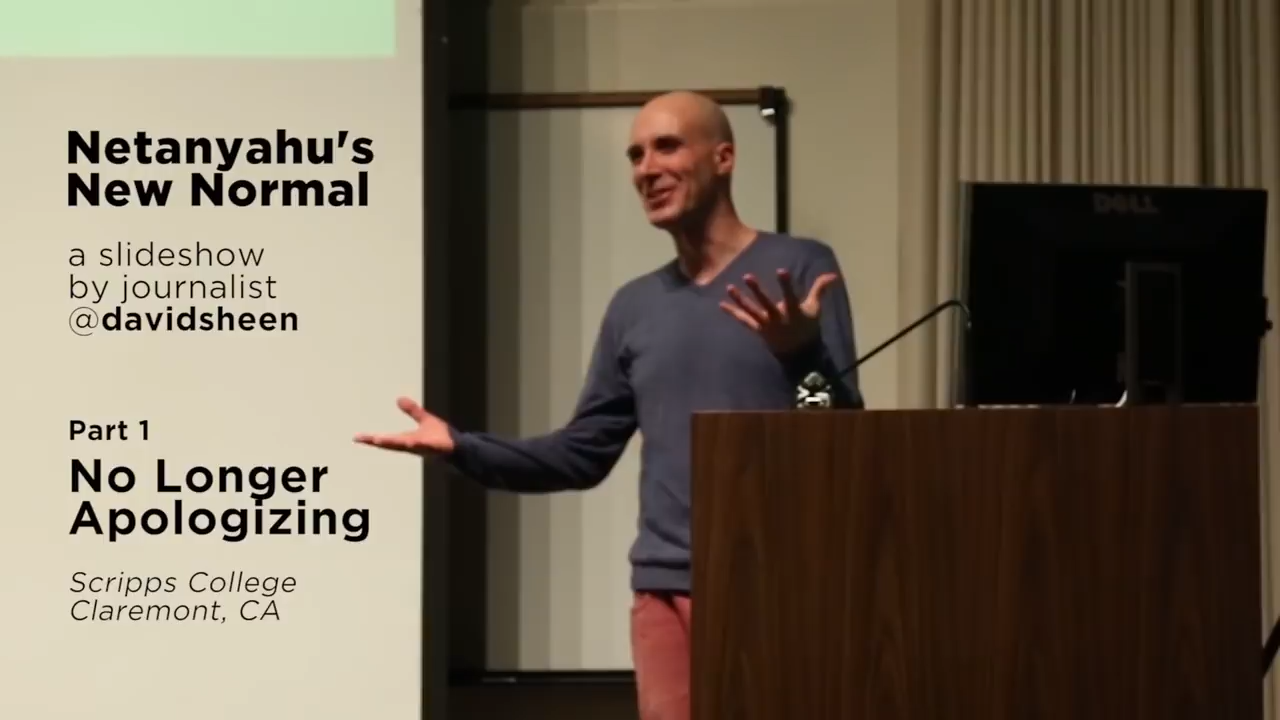 Netanyahu's
New Normal
a slideshow
by journalist
@davidsheen
Part 1
No Longer
Apologizing
Scripps College
Claremont, CA
DELL